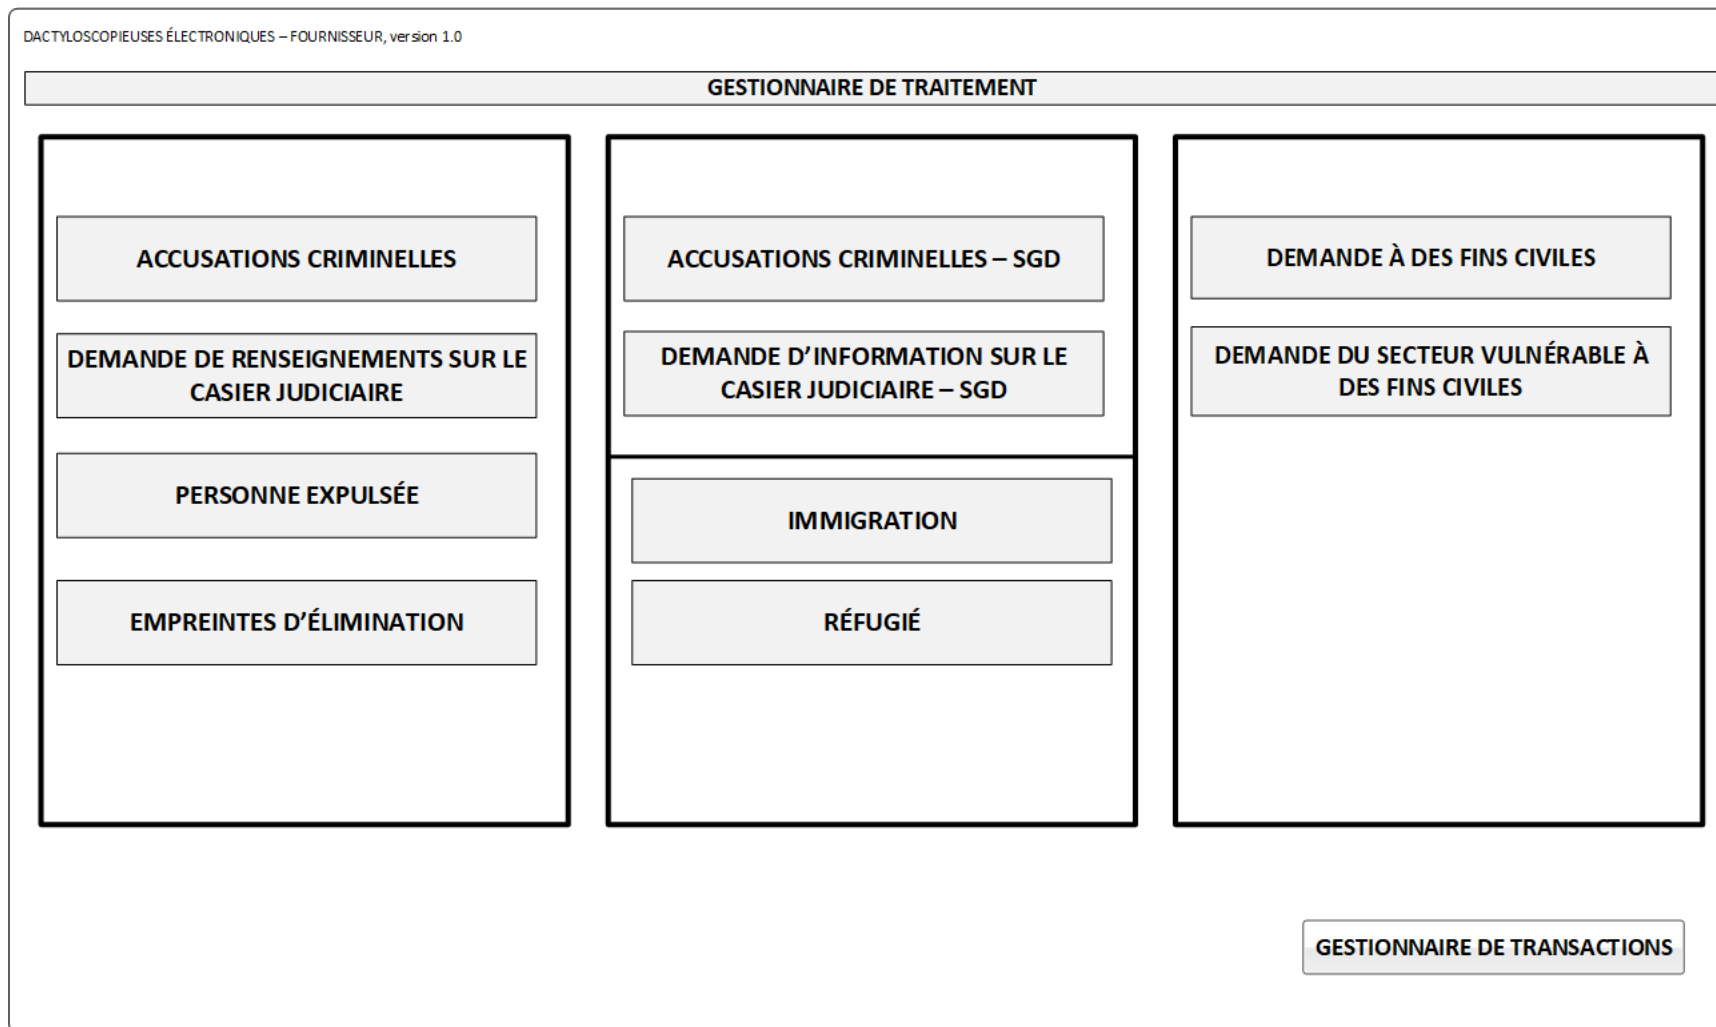 DACTYLOSCOPIEUSES ÉLECTRONIQUES – FOURNISSEUR, version 1.0
GESTIONNAIRE DE TRAITEMENT
ACCUSATIONS CRIMINELLES
DEMANDE DE RENSEIGNEMENTS SUR LE
CASIER JUDICIAIRE
PERSONNE EXPULSÉE
EMPREINTES D’ÉLIMINATION
ACCUSATIONS CRIMINELLES – SGD
DEMANDE D’INFORMATION SUR LE
CASIER JUDICIAIRE – SGD
IMMIGRATION
RÉFUGIÉ
DEMANDE À DES FINS CIVILES
DEMANDE DU SECTEUR VULNÉRABLE À
DES FINS CIVILES
GESTIONNAIRE DE TRANSACTIONS